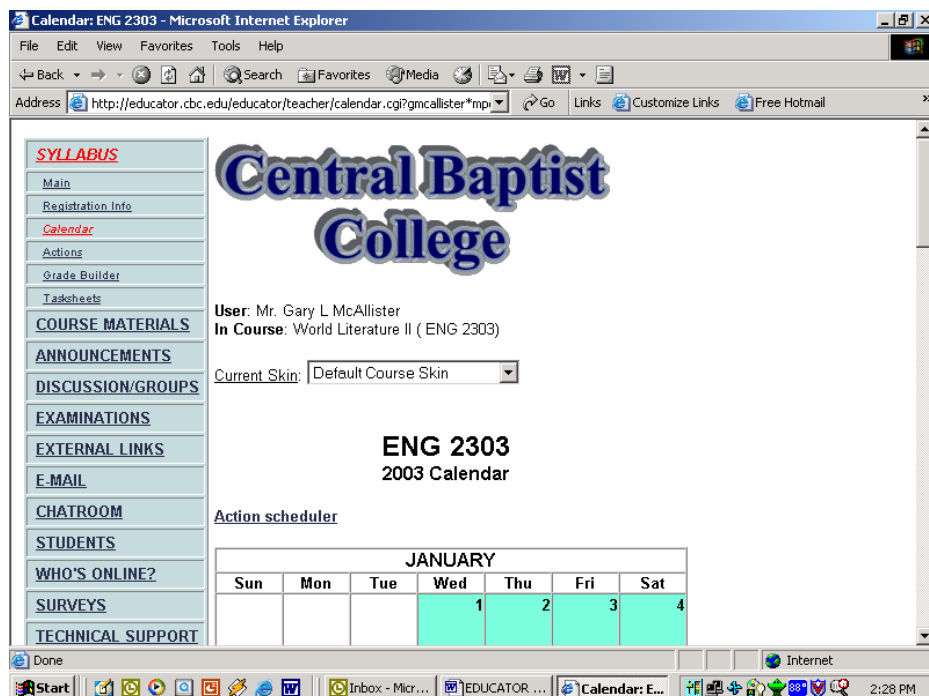 Calendar: ENG 2303 - Microsoft Internet Explorer
File Edit View Favorites Tools Help
Back Search Favorites Media
Address http://educator.cbc.edu/educator/teacher/calendar.cgi?gmcallister*mp Go Links Customize Links Free Hotmail »
SYLLABUS
Main
Registration Info
Calendar
Actions
Grade Builder
Tasksheets
COURSE MATERIALS
ANNOUNCEMENTS
DISCUSSION/GROUPS
EXAMINATIONS
EXTERNAL LINKS
E-MAIL
CHATROOM
STUDENTS
WHO'S ONLINE?
SURVEYS
TECHNICAL SUPPORT
Central Baptist
College
User: Mr. Gary L McAllister
In Course: World Literature II ( ENG 2303)
Current Skin: Default Course Skin
ENG 2303
2003 Calendar
Action scheduler
JANUARY
Sun Mon Tue Wed Thu Fri Sat
1 2 3 4
Done Internet
Start Inbox - Micr... EDUCATOR ... Calendar: E... 88° 2:28 PM